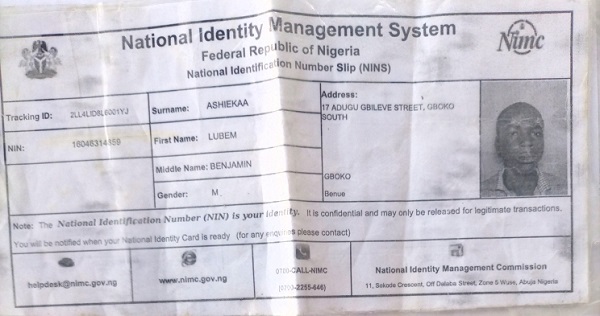 National Identity Management System
Federal Republic of Nigeria
National Identification Number Slip (NINS)
Nimc
Tracking ID:
Surname: ASHIEKAA
Address:
17 ADUGU GBILEVE STREET, GBOKO
SOUTH
NIN:
First Name: LUBEM
Middle Name: BENJAMIN
GBOKO
Gender: M
Benue
Note: The National Identification Number (NIN) is your identity. It is confidential and may only be released for legitimate transactions.
You will be notified when your National Identity Card is ready (for any enquiries please contact)
helpdesk@nimc.gov.ng
www.nimc.gov.ng
0700-CALL-NIMC
(0700-2255-646)
National Identity Management Commission
11, Sokode Crescent, Off Dalaba Street, Zone 5 Wuse, Abuja Nigeria